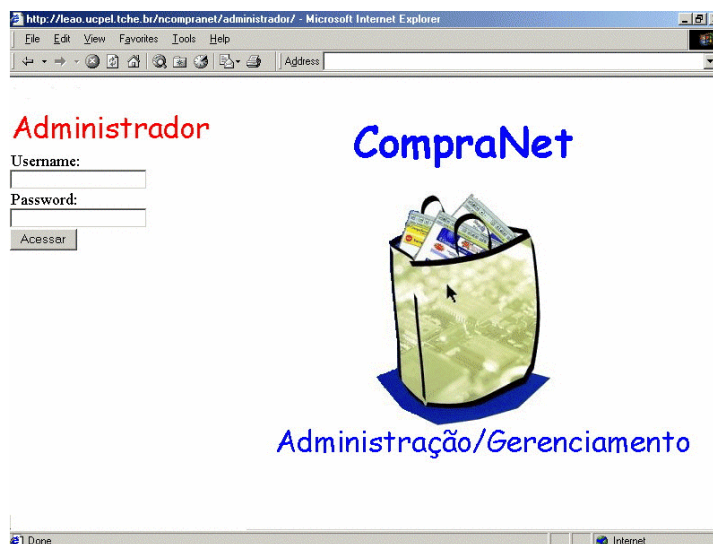 http://leao.ucpel.tche.br/ncompranet/administrador/ - Microsoft Internet Explorer
File Edit View Favorites Tools Help
Address
Administrador
CompraNet
Username:
Password:
Acessar
Administração/Gerenciamento
Done Internet